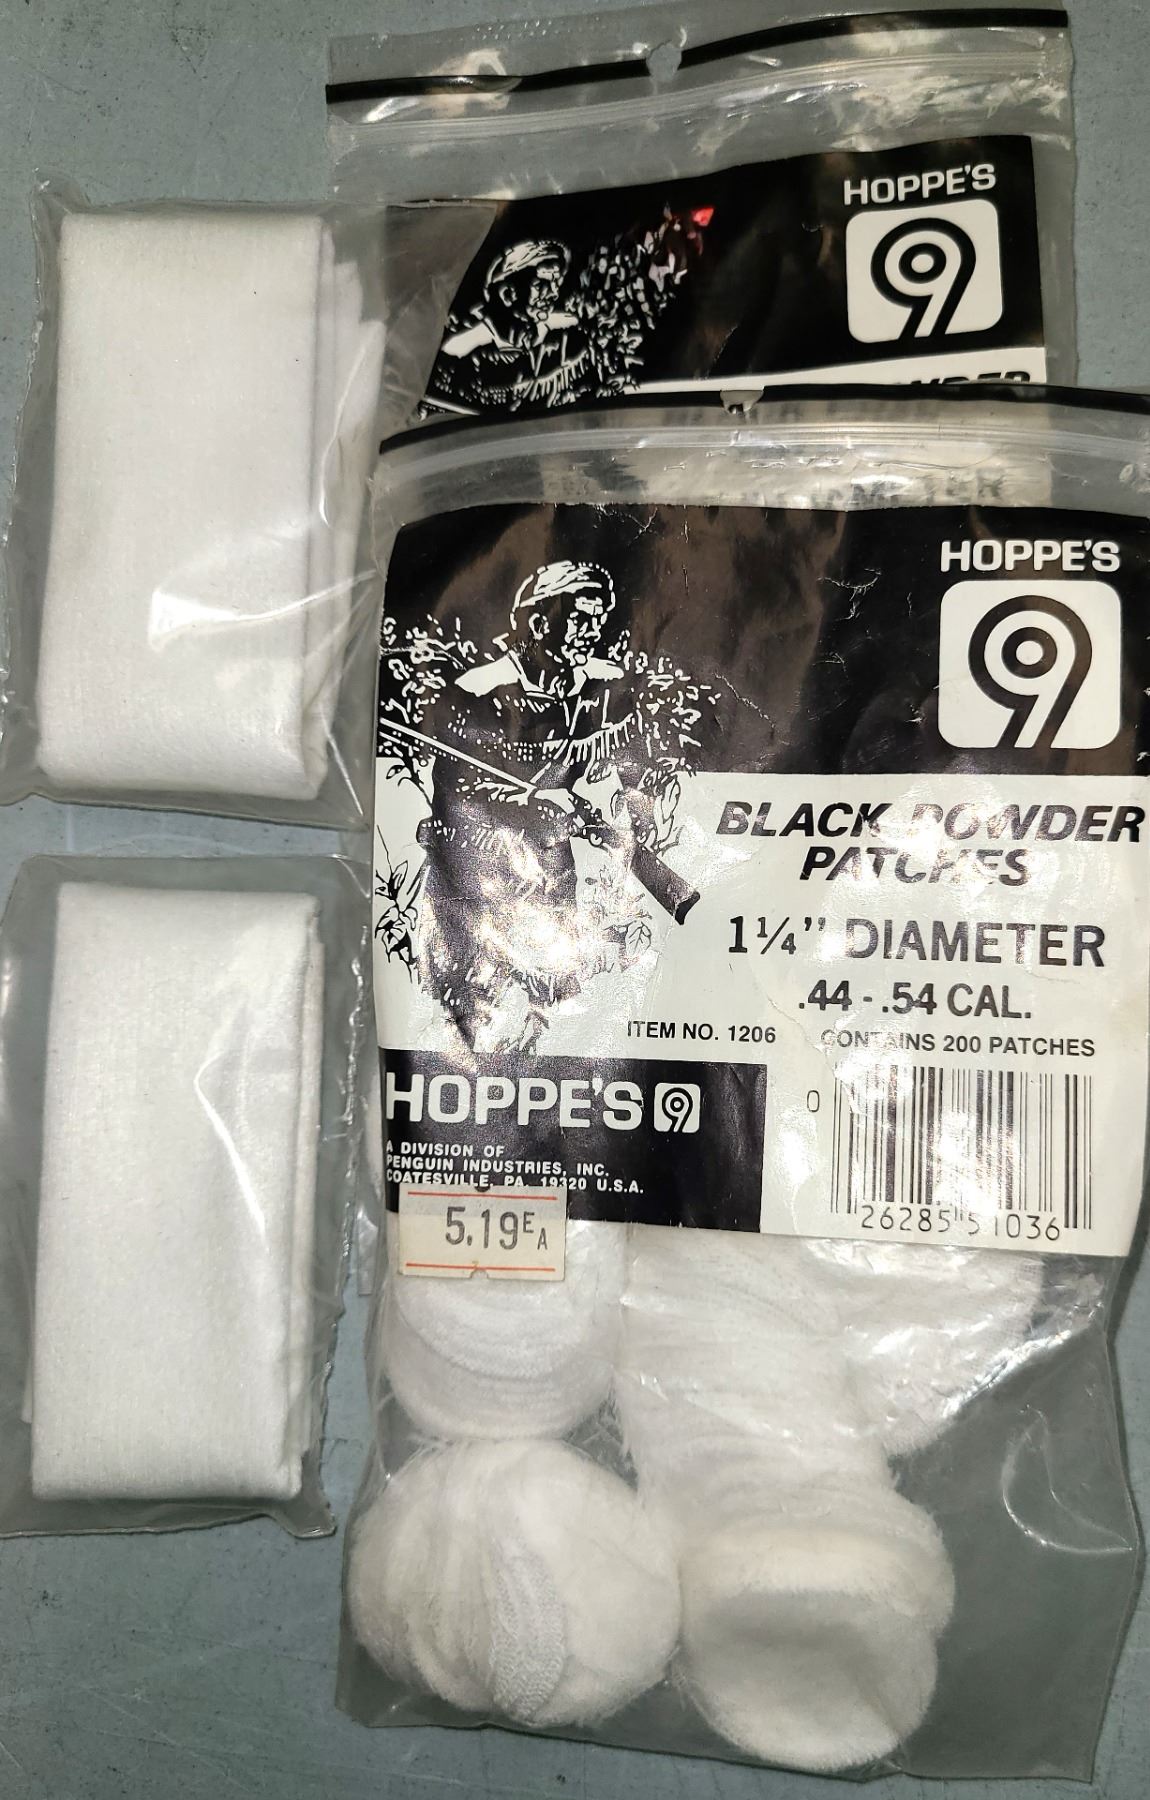 HOPPE'S
9
HOPPE'S
9
BLACK POWDER
PATCHES
1¼" DIAMETER
.44 - .54 CAL.
ITEM NO. 1206
CONTAINS 200 PATCHES
HOPPE'S 9
A DIVISION OF
PENGUIN INDUSTRIES, INC.
COATESVILLE, PA. 19320 U.S.A.
5.19 EA
0 26285 51036